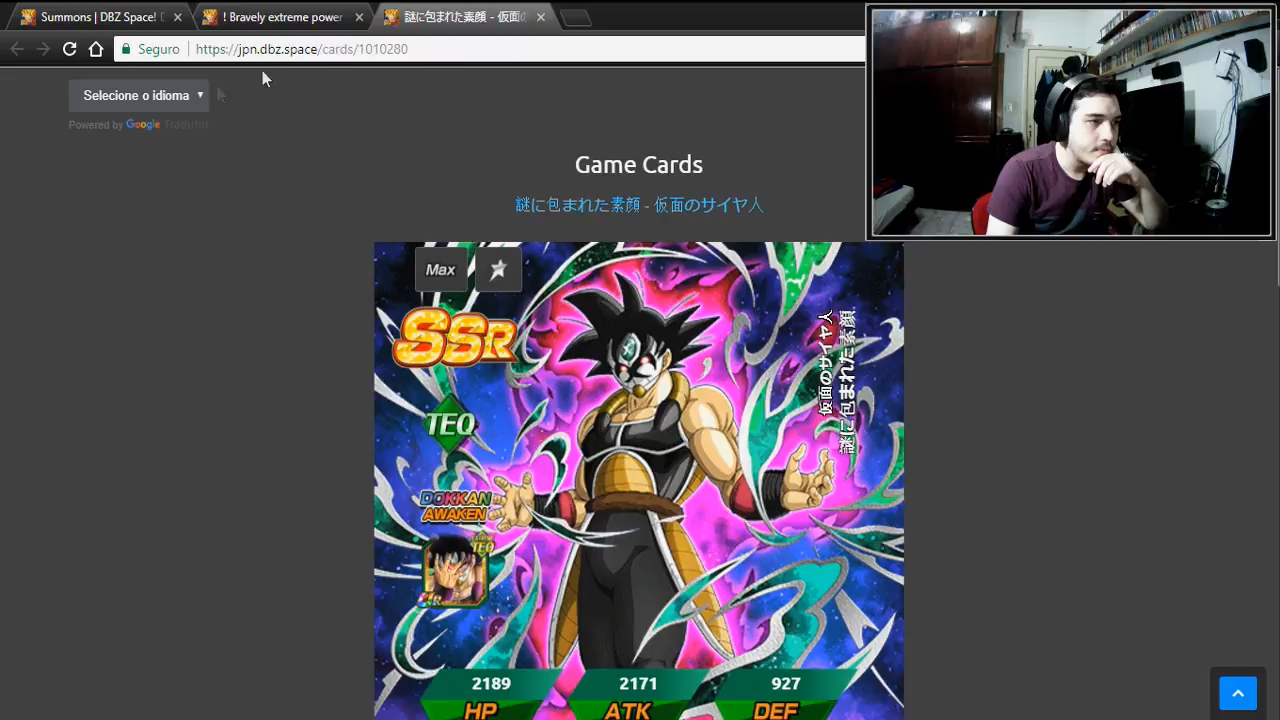 Summons | DBZ Space! D
! Bravely extreme power
謎に包まれた素顔 - 仮面の
Seguro
https://jpn.dbz.space/cards/1010280
Selecione o idioma
Powered by Google Tradutor
Game Cards
謎に包まれた素顔 - 仮面のサイヤ人
Max
SSR
謎に包まれた素顔
仮面のサイヤ人
TEQ
DOKKAN
AWAKEN
TEQ
2189 2171 927
HP ATK DEF